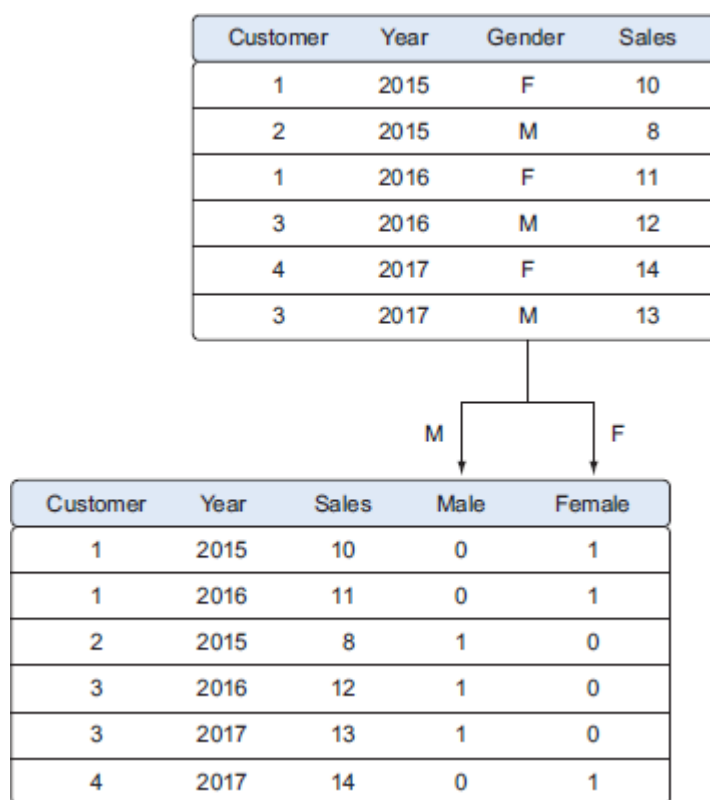 Customer Year Gender Sales
1 2015 F 10
2 2015 M 8
1 2016 F 11
3 2016 M 12
4 2017 F 14
3 2017 M 13
M F
Customer Year Sales Male Female
1 2015 10 0 1
1 2016 11 0 1
2 2015 8 1 0
3 2016 12 1 0
3 2017 13 1 0
4 2017 14 0 1